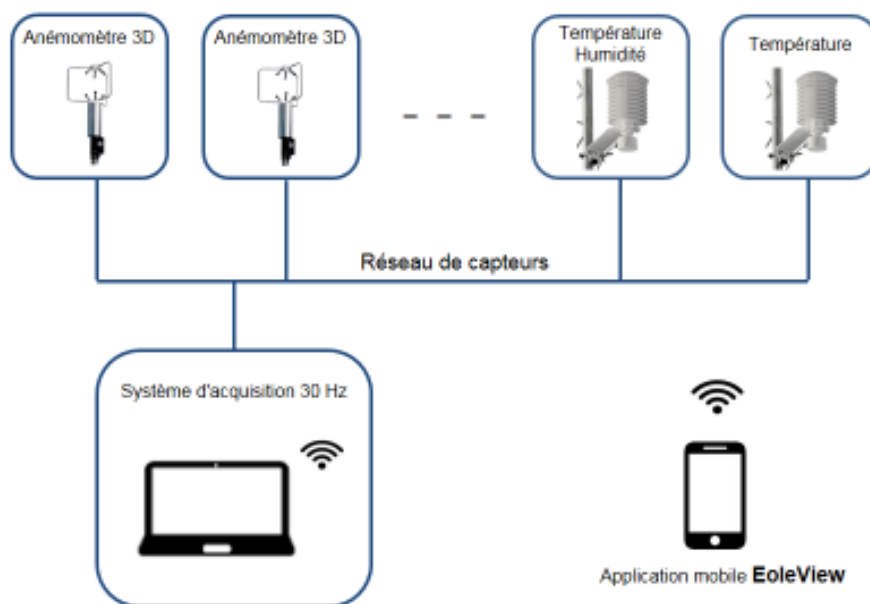 Anémomètre 3D
Anémomètre 3D
Température
Humidité
Température
Réseau de capteurs
Système d'acquisition 30 Hz
Application mobile EoleView